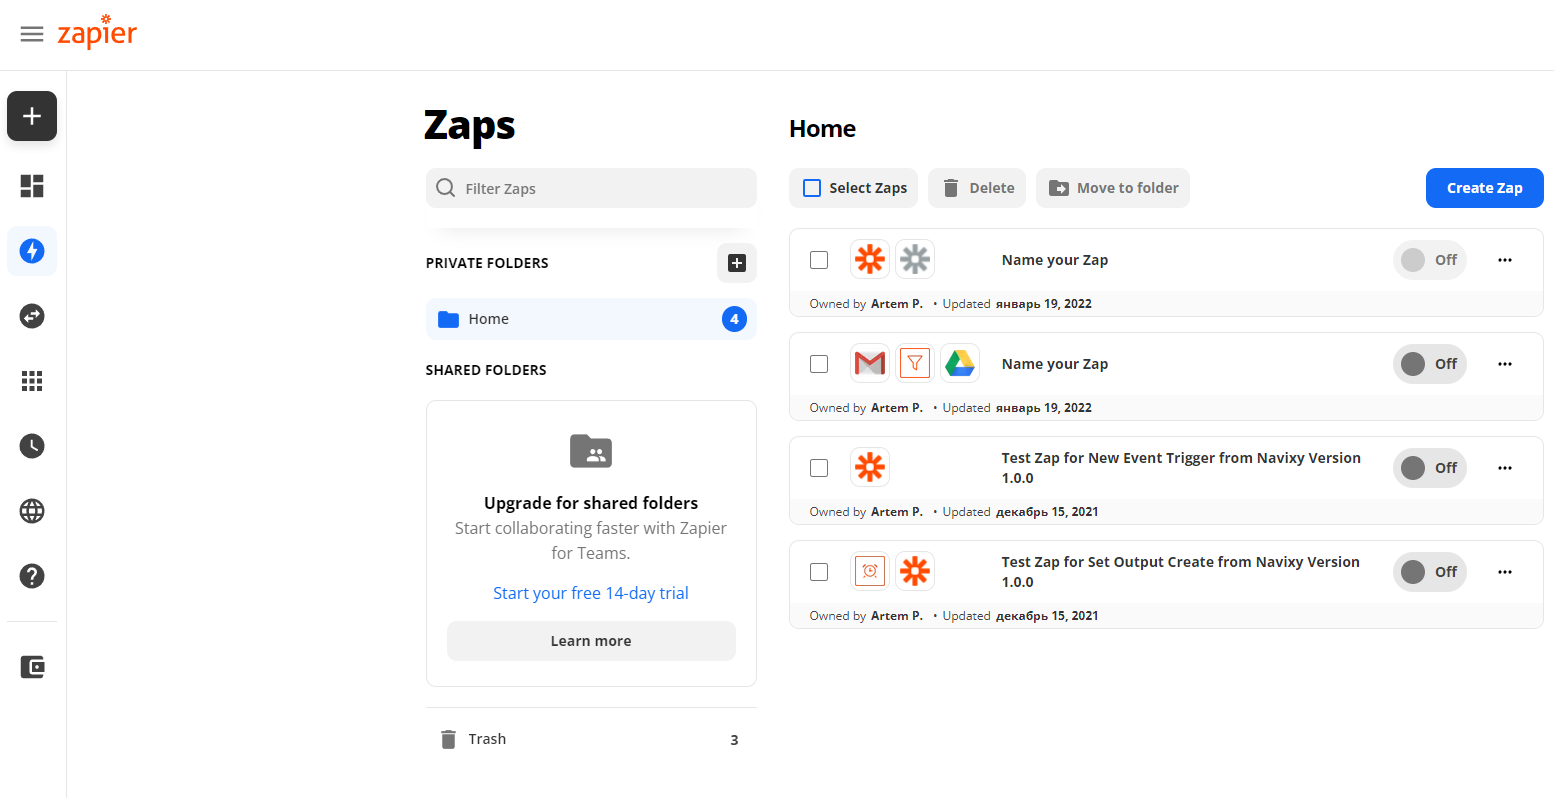 zapier
Zaps
Filter Zaps
PRIVATE FOLDERS
Home
4
SHARED FOLDERS
Upgrade for shared folders
Start collaborating faster with Zapier
for Teams.
Start your free 14-day trial
Learn more
Trash
3
Home
Select Zaps
Delete
Move to folder
Create Zap
Name your Zap
Off
Owned by Artem P. • Updated январь 19, 2022
Name your Zap
Off
Owned by Artem P. • Updated январь 19, 2022
Test Zap for New Event Trigger from Navixy Version
1.0.0
Off
Owned by Artem P. • Updated декабрь 15, 2021
Test Zap for Set Output Create from Navixy Version
1.0.0
Off
Owned by Artem P. • Updated декабрь 15, 2021